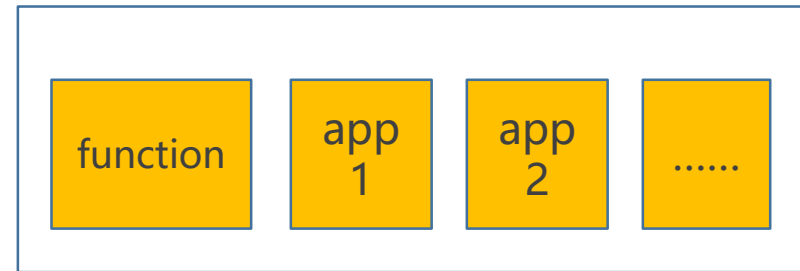 function
app
1
app
2
......